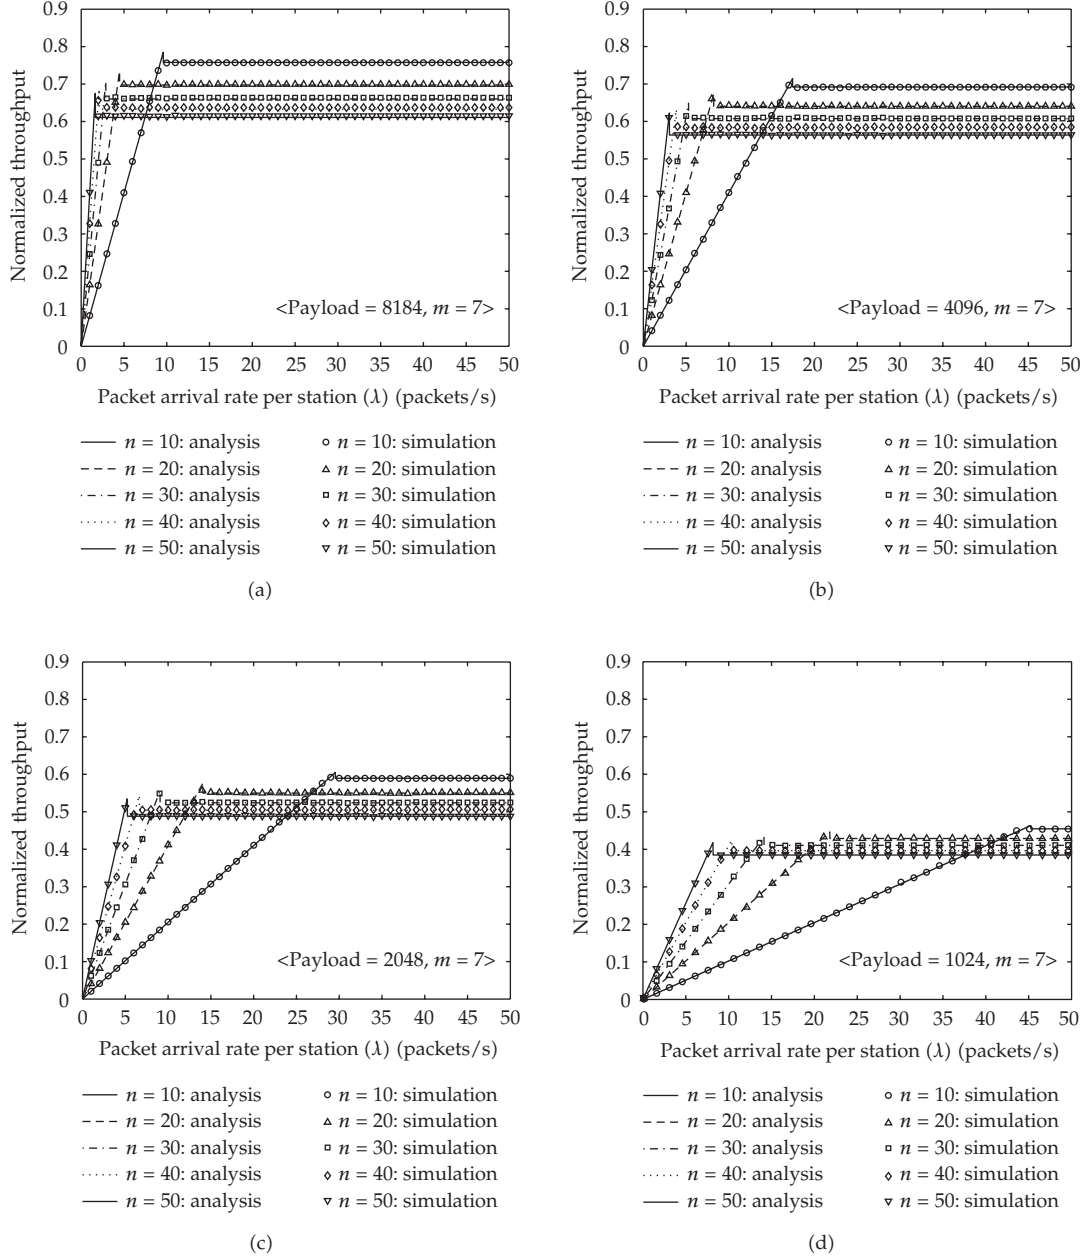 0.9
0.8
0.7
0.6
0.5
0.4
0.3
0.2
0.1
0
Normalized throughput
<Payload = 8184, m = 7>
0 5 10 15 20 25 30 35 40 45 50
Packet arrival rate per station (λ) (packets/s)
n = 10: analysis n = 10: simulation
n = 20: analysis n = 20: simulation
n = 30: analysis n = 30: simulation
n = 40: analysis n = 40: simulation
n = 50: analysis n = 50: simulation
(a)
0.9
0.8
0.7
0.6
0.5
0.4
0.3
0.2
0.1
0
Normalized throughput
<Payload = 4096, m = 7>
0 5 10 15 20 25 30 35 40 45 50
Packet arrival rate per station (λ) (packets/s)
n = 10: analysis n = 10: simulation
n = 20: analysis n = 20: simulation
n = 30: analysis n = 30: simulation
n = 40: analysis n = 40: simulation
n = 50: analysis n = 50: simulation
(b)
0.9
0.8
0.7
0.6
0.5
0.4
0.3
0.2
0.1
0
Normalized throughput
<Payload = 2048, m = 7>
0 5 10 15 20 25 30 35 40 45 50
Packet arrival rate per station (λ) (packets/s)
n = 10: analysis n = 10: simulation
n = 20: analysis n = 20: simulation
n = 30: analysis n = 30: simulation
n = 40: analysis n = 40: simulation
n = 50: analysis n = 50: simulation
(c)
0.9
0.8
0.7
0.6
0.5
0.4
0.3
0.2
0.1
0
Normalized throughput
<Payload = 1024, m = 7>
0 5 10 15 20 25 30 35 40 45 50
Packet arrival rate per station (λ) (packets/s)
n = 10: analysis n = 10: simulation
n = 20: analysis n = 20: simulation
n = 30: analysis n = 30: simulation
n = 40: analysis n = 40: simulation
n = 50: analysis n = 50: simulation
(d)